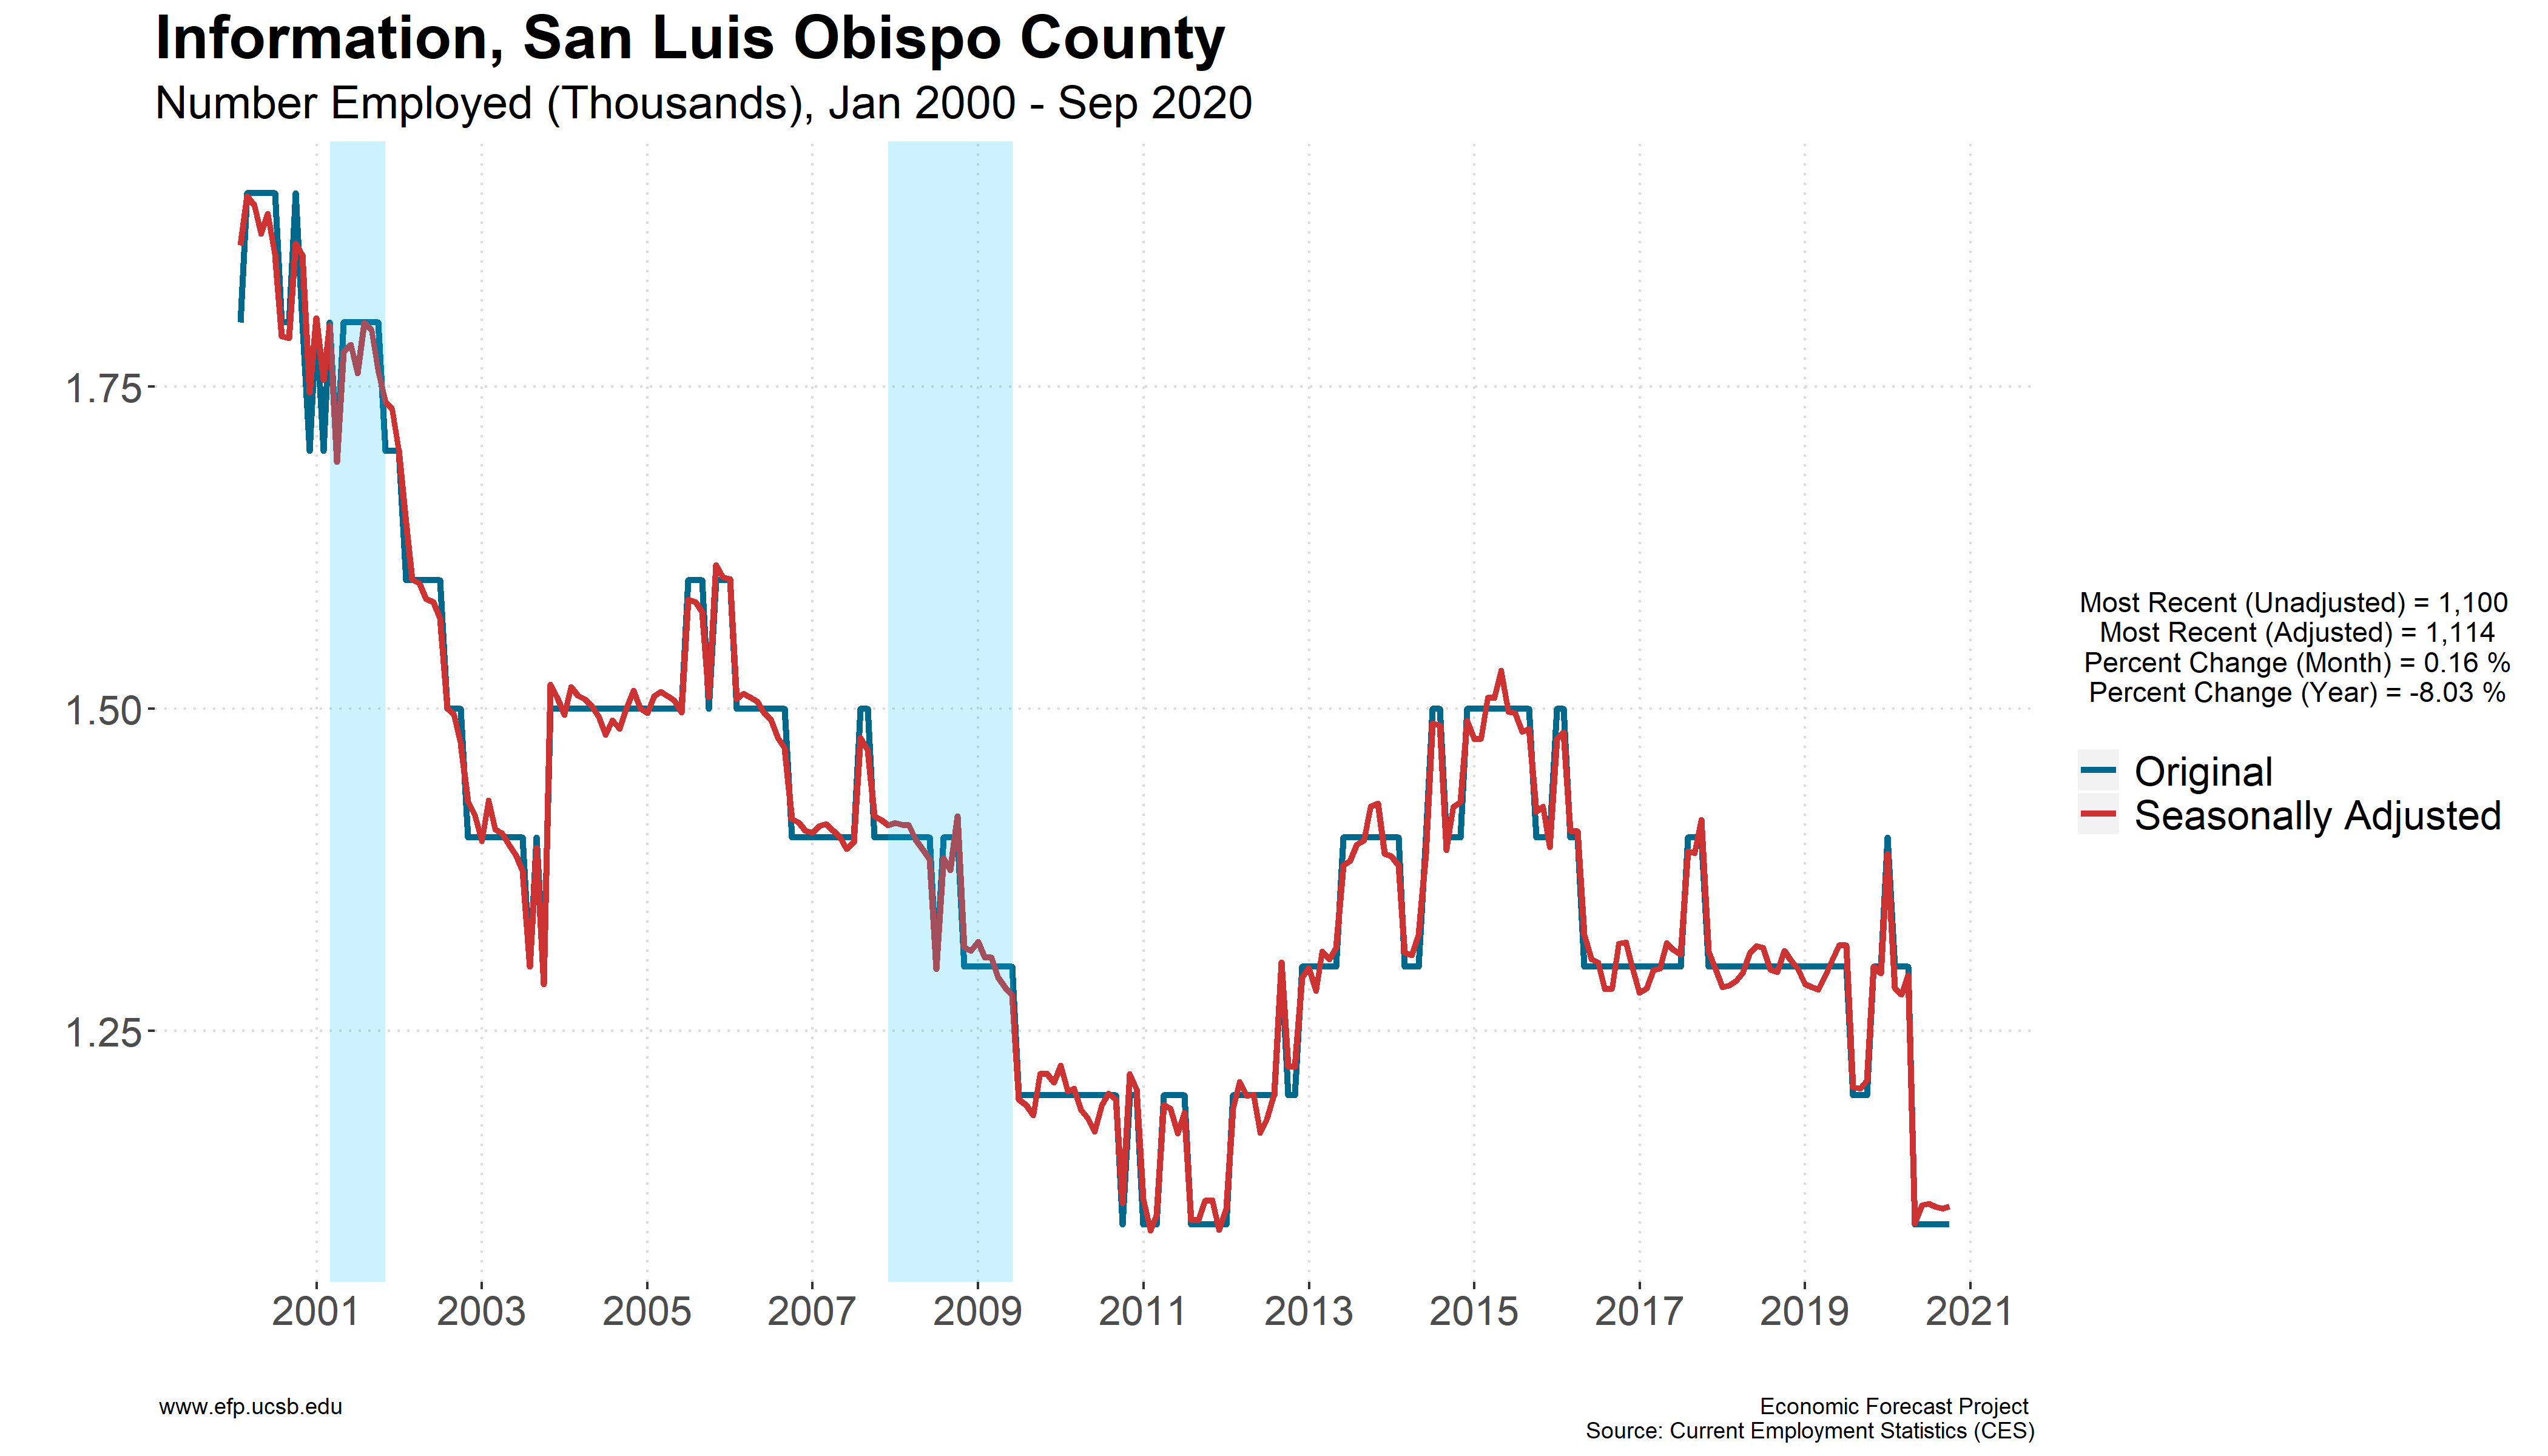 Information, San Luis Obispo County
Number Employed (Thousands), Jan 2000 - Sep 2020
1.75
1.50
1.25
Most Recent (Unadjusted) = 1,100
Most Recent (Adjusted) = 1,114
Percent Change (Month) = 0.16 %
Percent Change (Year) = -8.03 %
Original
Seasonally Adjusted
2001 2003 2005 2007 2009 2011 2013 2015 2017 2019 2021
www.efp.ucsb.edu
Economic Forecast Project
Source: Current Employment Statistics (CES)